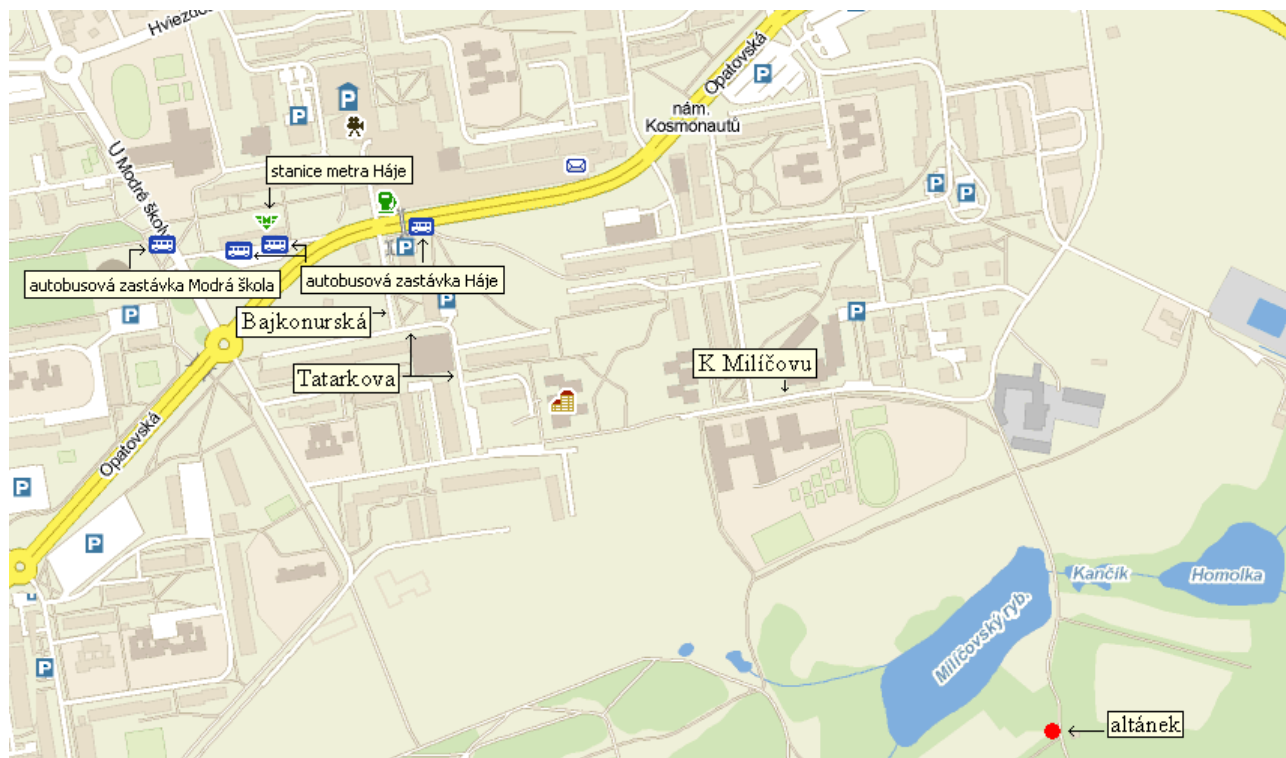 Hviezdo
Opatovská
nám.
Kosmonautů
U Modré školy
stanice metra Háje
autobusová zastávka Modrá škola
autobusová zastávka Háje
Bajkonurská
Tatarkova
K Milíčovu
Opatovská
Kančík
Homolka
Milíčovský ryb.
altánek
P
P
P
P
P
P
P
P
P
P
P
P